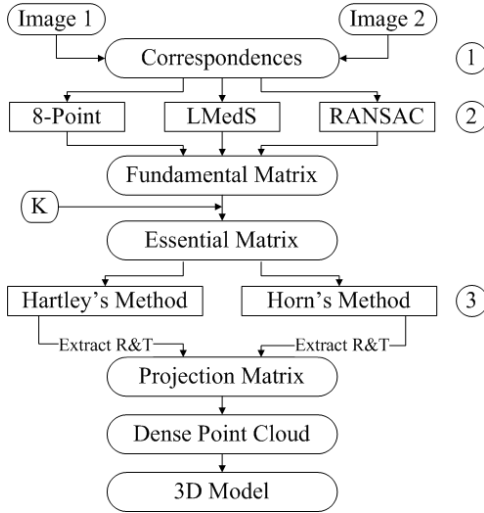 Image 1
Image 2
Correspondences
1
8-Point
LMedS
RANSAC
2
Fundamental Matrix
K
Essential Matrix
Hartley's Method
Horn's Method
3
Extract R&T
Extract R&T
Projection Matrix
Dense Point Cloud
3D Model